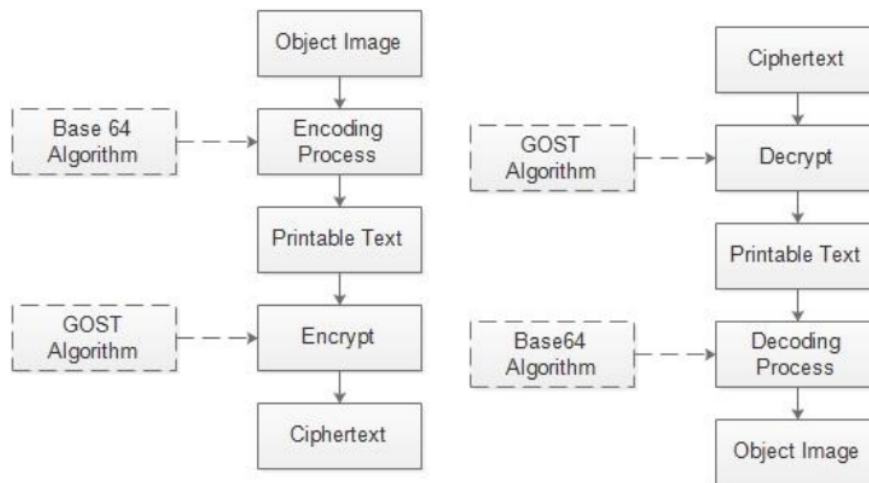 Object Image
Base 64
Algorithm
Encoding
Process
Printable Text
GOST
Algorithm
Encrypt
Ciphertext
Ciphertext
GOST
Algorithm
Decrypt
Printable Text
Base64
Algorithm
Decoding
Process
Object Image